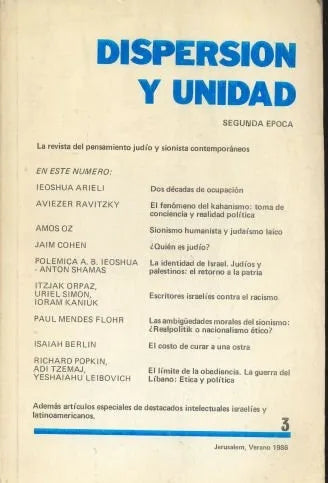 DISPERSION
Y UNIDAD
SEGUNDA EPOCA
La revista del pensamiento judío y sionista contemporáneos
EN ESTE NUMERO:
IEOSHUA ARIELI Dos décadas de ocupación
AVIEZER RAVITZKY El fenómeno del kahanismo: toma de
conciencia y realidad política
AMOS OZ Sionismo humanista y judaísmo laico
JAIM COHEN ¿Quién es judío?
POLEMICA A. B. IEOSHUA La identidad de Israel. Judíos y
- ANTON SHAMAS palestinos: el retorno a la patria
ITZJAK ORPAZ,
URIEL SIMON, Escritores israelíes contra el racismo
IORAM KANIUK
PAUL MENDES FLOHR Las ambigüedades morales del sionismo:
¿Realpolitik o nacionalismo ético?
ISAIAH BERLIN El costo de curar a una ostra
RICHARD POPKIN,
ADI TZEMAJ, El límite de la obediencia. La guerra del
YESHAIAHU LEIBOVICH Líbano: Etica y política
Además artículos especiales de destacados intelectuales israelíes y
latinoamericanos.
3
Jerusalem, Verano 1986